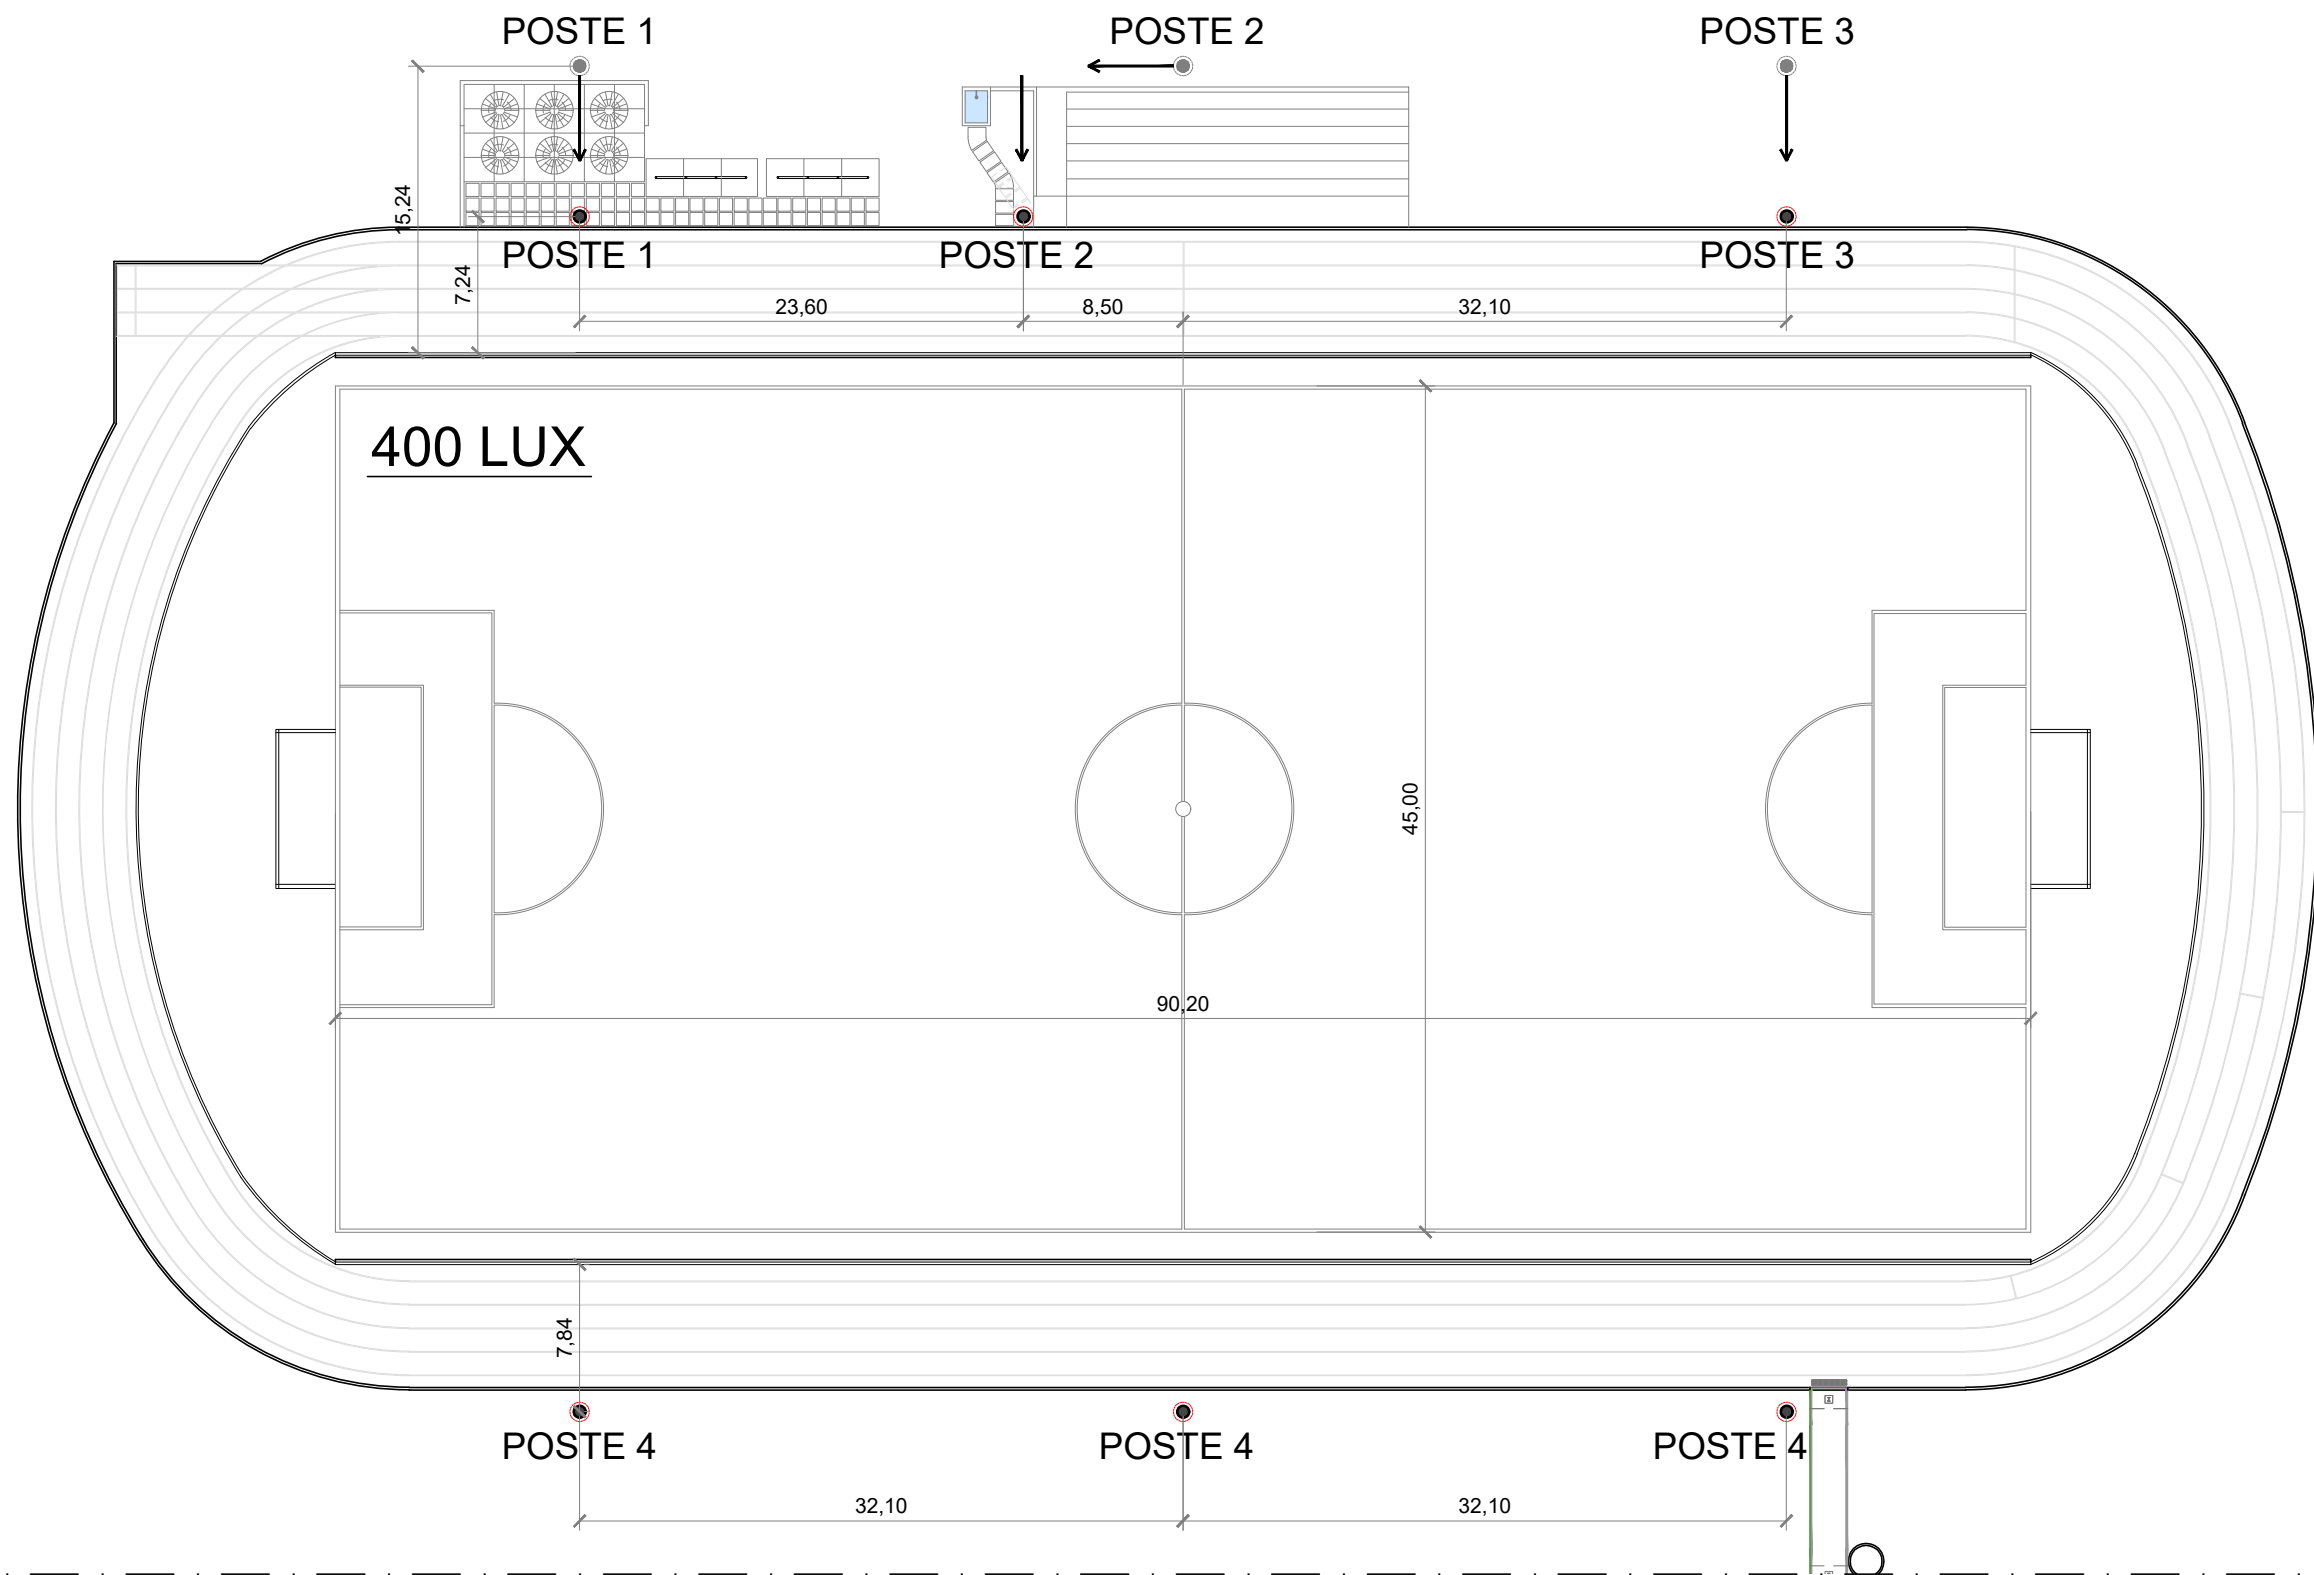 POSTE 1
POSTE 2
POSTE 3
15,24
POSTE 1
POSTE 2
POSTE 3
7,24
23,60
8,50
32,10
400 LUX
45,00
90,20
7,84
POSTE 4
POSTE 4
POSTE 4
32,10
32,10